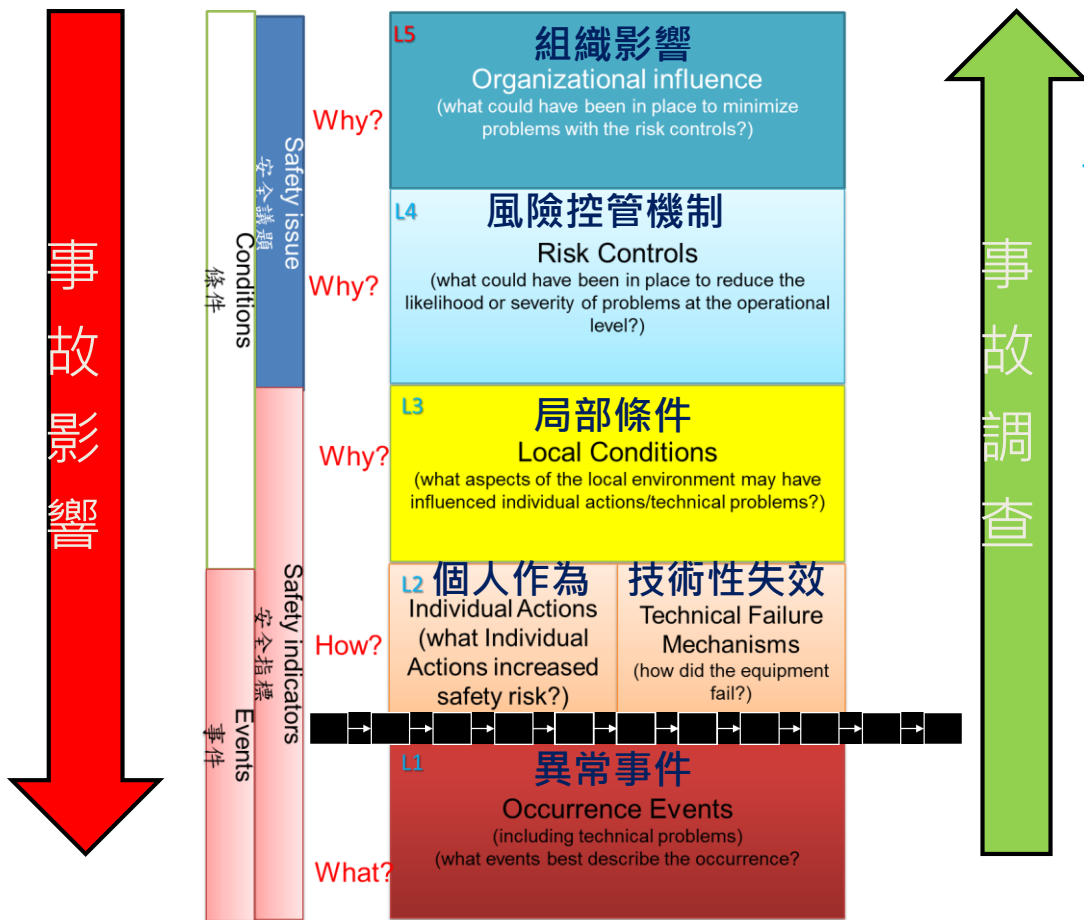 事
故
影
響
Conditions
條件
Events
事件
Safety issue
安全議題
Safety indicators
安全指標
Why?
Why?
Why?
How?
What?
L5
組織影響
Organizational influence
(what could have been in place to minimize
problems with the risk controls?)
L4
風險控管機制
Risk Controls
(what could have been in place to reduce the
likelihood or severity of problems at the operational
level?)
L3
局部條件
Local Conditions
(what aspects of the local environment may have
influenced individual actions/technical problems?)
L2
個人作為
Individual Actions
(what Individual
Actions increased
safety risk?)
技術性失效
Technical Failure
Mechanisms
(how did the equipment
fail?)
L1
異常事件
Occurrence Events
(including technical problems)
(what events best describe the occurrence?
事
故
調
查